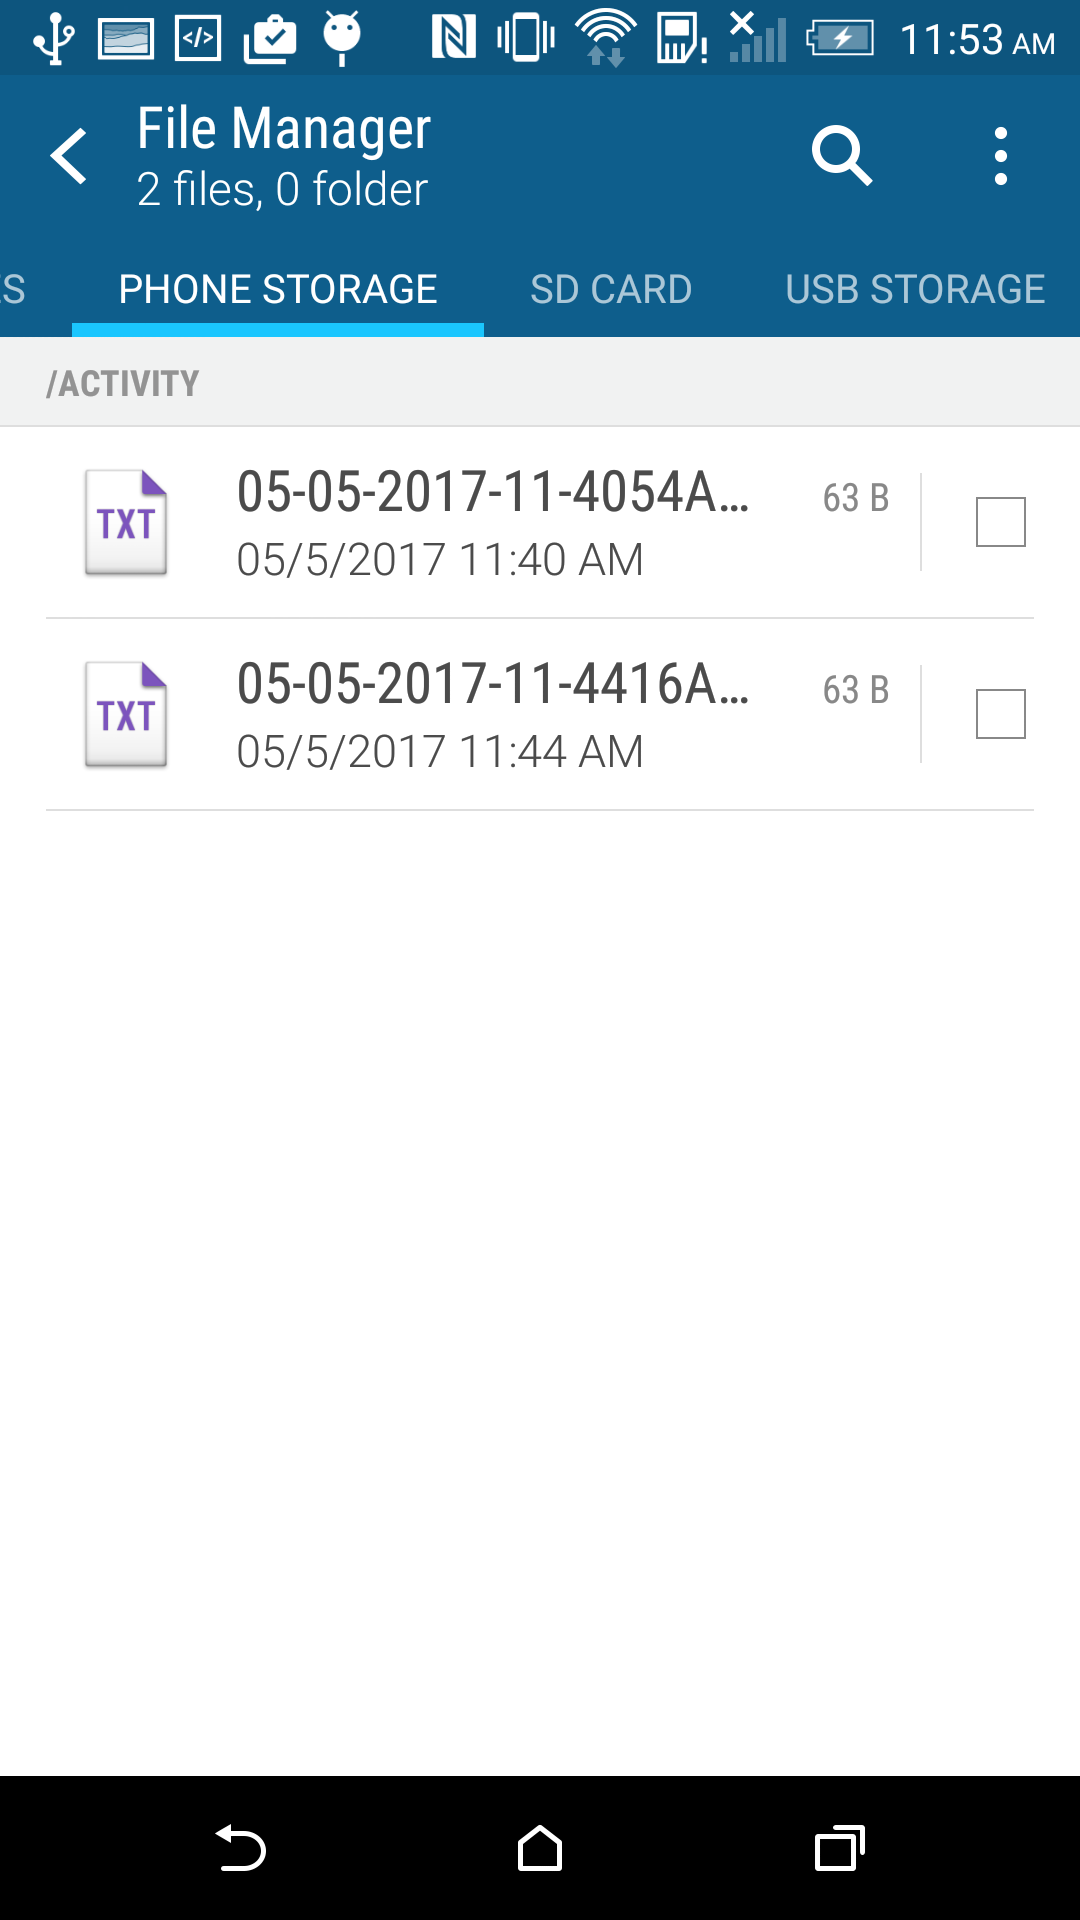 11:53 AM
File Manager
2 files, 0 folder
S PHONE STORAGE SD CARD USB STORAGE
/ACTIVITY
05-05-2017-11-4054A... 63 B
TXT
05/5/2017 11:40 AM
05-05-2017-11-4416A... 63 B
TXT
05/5/2017 11:44 AM